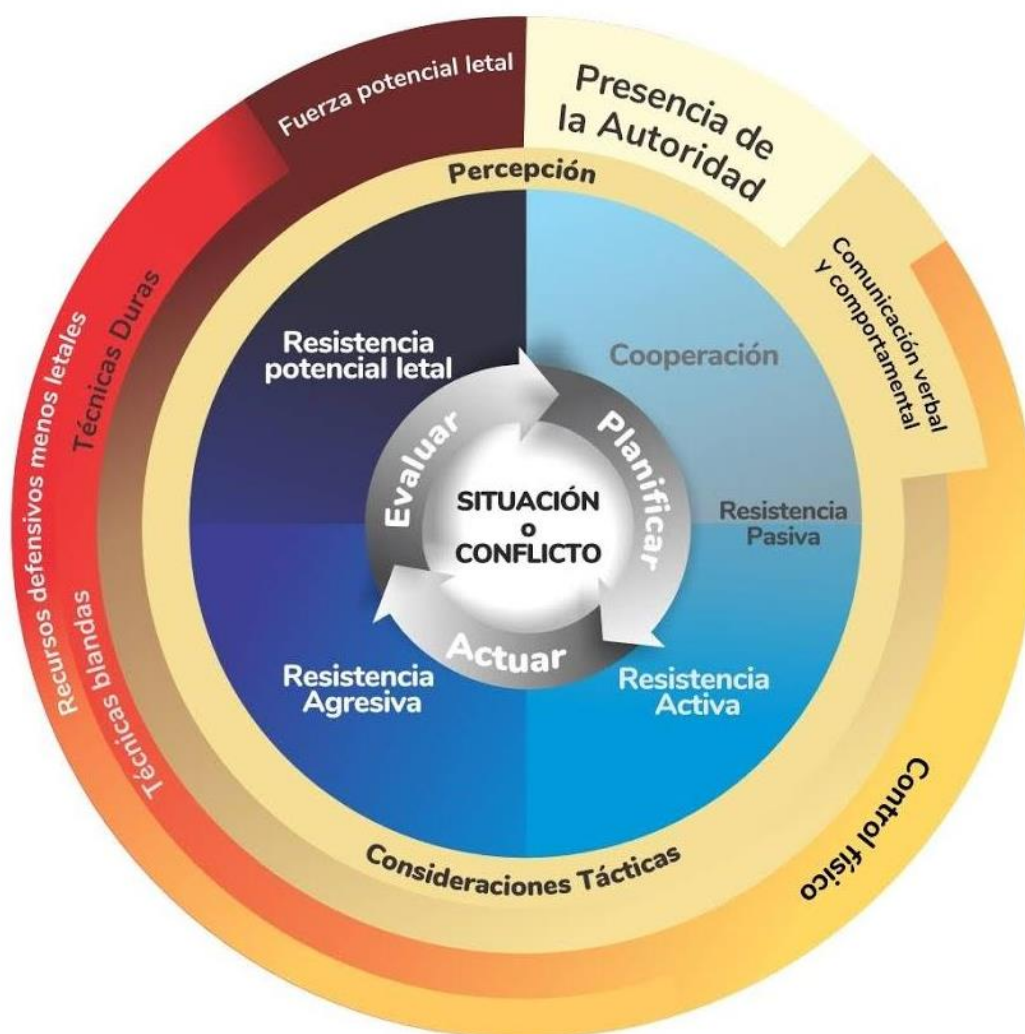 Fuerza potencial letal
Presencia de
la Autoridad
Percepción
Comunicación verbal
y comportamental
Recursos defensivos menos letales
Técnicas Duras
Técnicas blandas
Resistencia
potencial letal
Cooperación
Evaluar
Planificar
Actuar
SITUACIÓN
o
CONFLICTO
Resistencia
Pasiva
Resistencia
Agresiva
Resistencia
Activa
Consideraciones Tácticas
Control físico